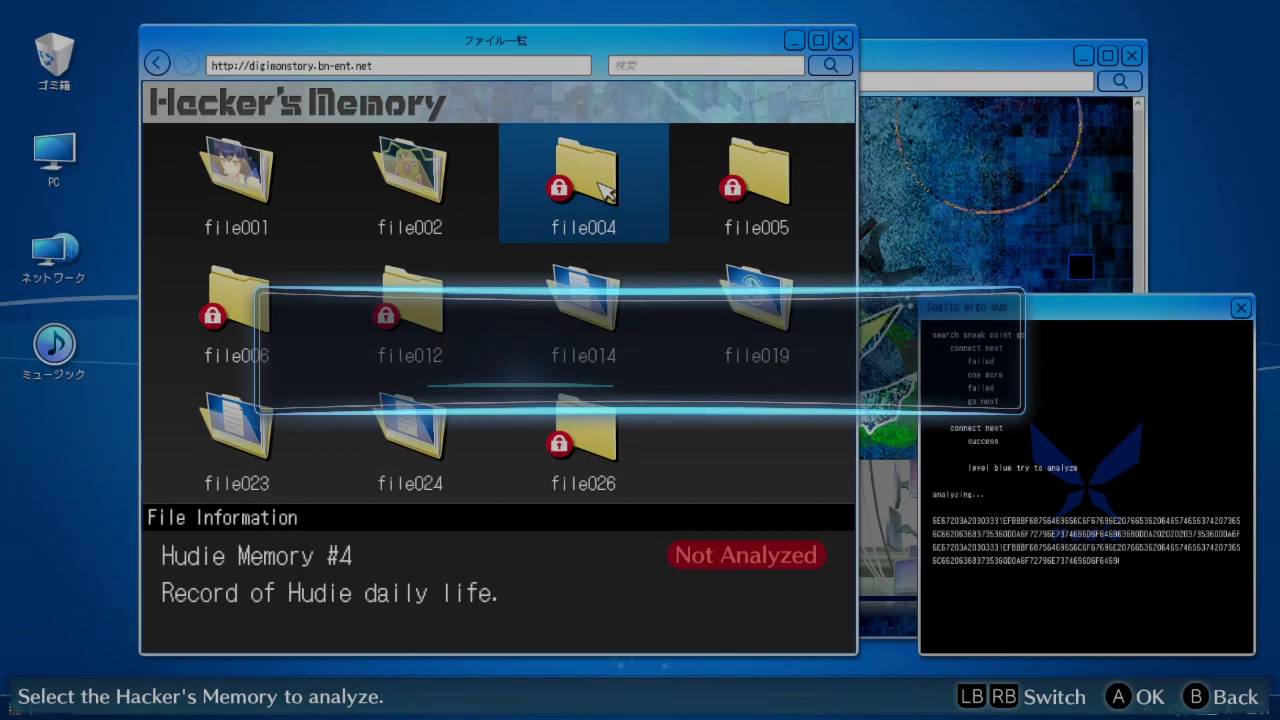 ファイル一覧
http://digimonstory.bn-ent.net
検索
Hacker's Memory
ゴミ箱
PC
ネットワーク
ミュージック
file001
file002
file004
file005
file006
file012
file014
file019
file023
file024
file026
File Information
Hudie Memory #4
Not Analyzed
Record of Hudie daily life.
Cogito ergo sum
search sneak point go
connect next
failed
one more
failed
go next
connect next
success
level blue try to analyze
analyzing...
Select the Hacker's Memory to analyze.
LB RB Switch
A OK
B Back